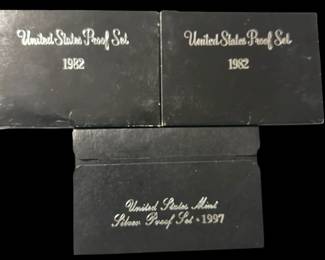 United States Proof Set
1982
United States Proof Set
1982
United States Mint
Silver Proof Set • 1997